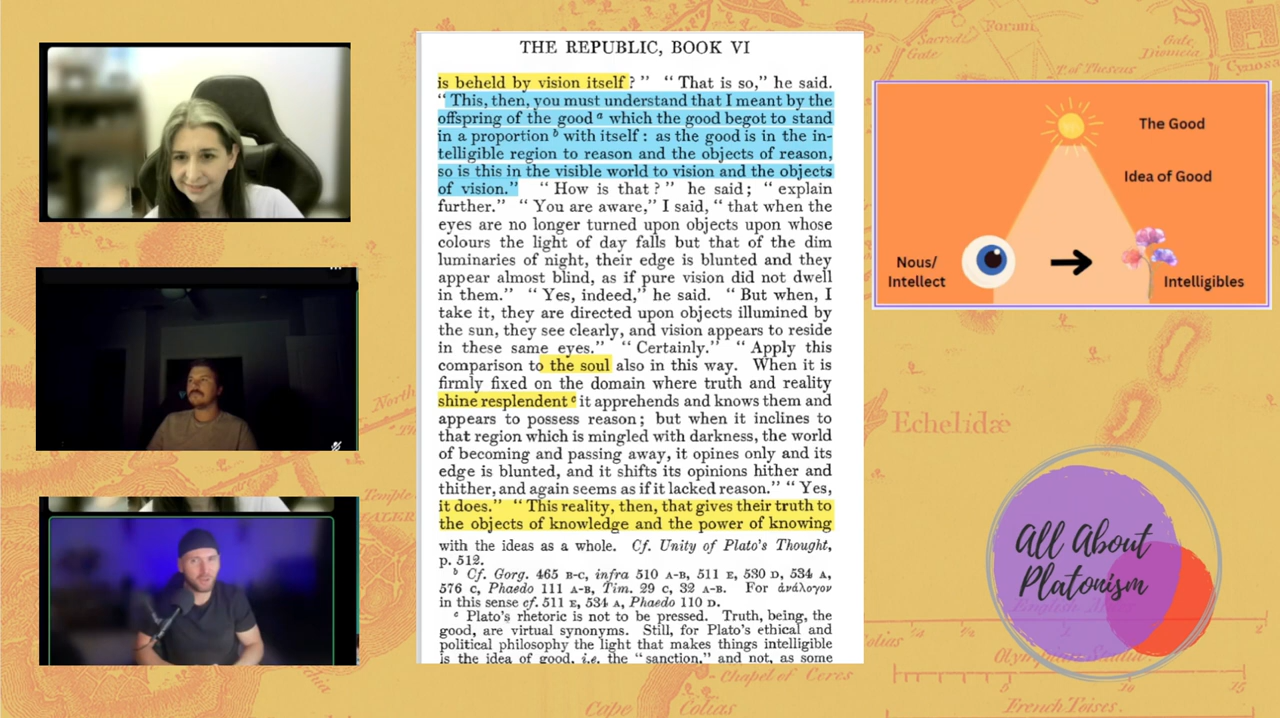 THE REPUBLIC, BOOK VI
is beheld by vision itself?” “That is so,” he said.
“This, then, you must understand that I meant by the
offspring of the good a which the good begot to stand
in a proportion b with itself: as the good is in the in-
telligible region to reason and the objects of reason,
so is this in the visible world to vision and the objects
of vision.” “How is that?” he said; “explain
further.” “You are aware,” I said, “that when the
eyes are no longer turned upon objects upon whose
colours the light of day falls but that of the dim
luminaries of night, their edge is blunted and they
appear almost blind, as if pure vision did not dwell
in them.” “Yes, indeed,” he said. “But when, I
take it, they are directed upon objects illumined by
the sun, they see clearly, and vision appears to reside
in these same eyes.” “Certainly.” “Apply this
comparison to the soul also in this way. When it is
firmly fixed on the domain where truth and reality
shine resplendent c it apprehends and knows them and
appears to possess reason; but when it inclines to
that region which is mingled with darkness, the world
of becoming and passing away, it opines only and its
edge is blunted, and it shifts its opinions hither and
thither, and again seems as if it lacked reason.” “Yes,
it does.” “This reality, then, that gives their truth to
the objects of knowledge and the power of knowing
with the ideas as a whole. Cf. Unity of Plato's Thought,
p. 512.
b Cf. Gorg. 465 B-C, infra 510 A-B, 511 E, 530 D, 534 A,
576 C, Phaedo 111 A-B, Tim. 29 C, 32 A-B. For ἀνάλογον
in this sense cf. 511 E, 534 A, Phaedo 110 D.
c Plato's rhetoric is not to be pressed. Truth, being, the
good, are virtual synonyms. Still, for Plato's ethical and
political philosophy the light that makes things intelligible
is the idea of good, i.e. the “sanction,” and not, as some
The Good
Idea of Good
Nous/
Intellect
Intelligibles
All About
Platonism
Sacred
Gate
Forum
Gate
P. of Theseus
Echelidæ
Chapel of Ceres
Colias
Cape
Colias
10
15
French Toises.